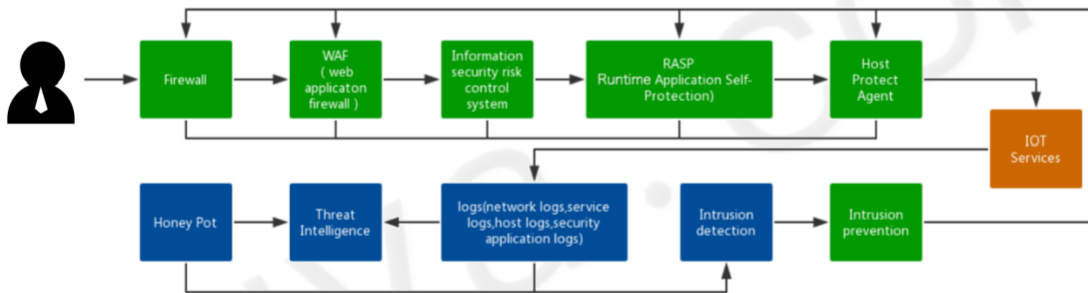 Firewall
WAF
( web
applicaton
firewall )
Information
security risk
control
system
RASP
Runtime Application Self-
Protection)
Host
Protect
Agent
IOT
Services
Honey Pot
Threat
Intelligence
logs(network logs,service
logs,host logs,security
application logs)
Intrusion
detection
Intrusion
prevention